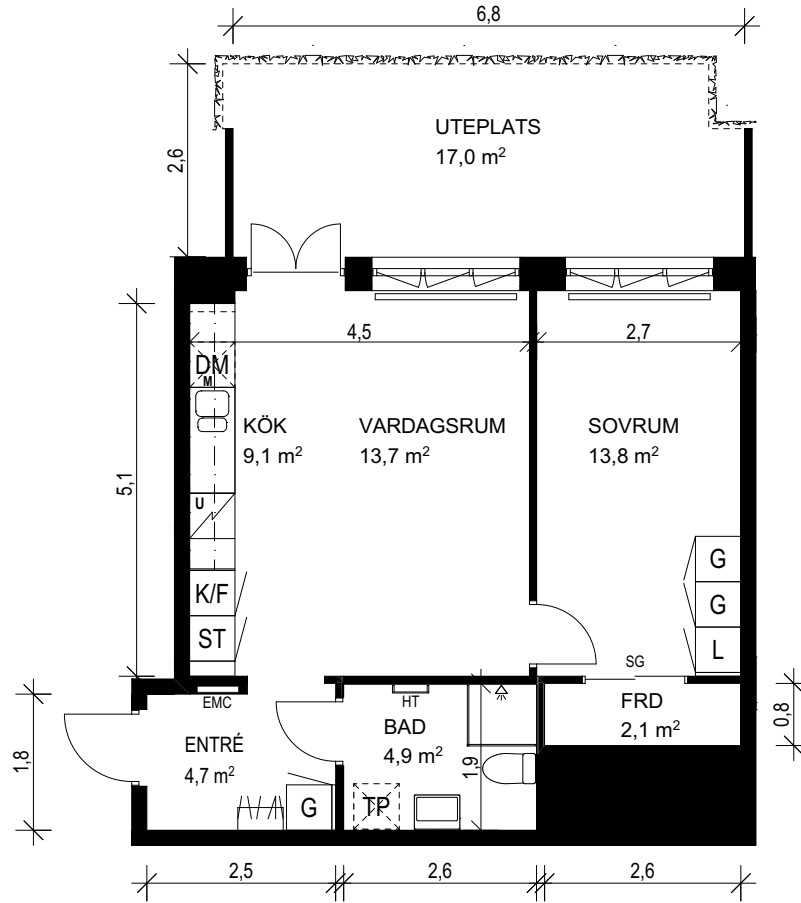 6,8
UTEPLATS
17,0 m²
2,6
4,5
2,7
DM
M
KÖK
9,1 m²
VARDAGSRUM
13,7 m²
SOVRUM
13,8 m²
5,1
U
K/F
ST
G
G
L
SG
EMC
HT
FRD
2,1 m²
0,8
ENTRÉ
4,7 m²
BAD
4,9 m²
1,8
1,9
G
TP
2,5
2,6
2,6